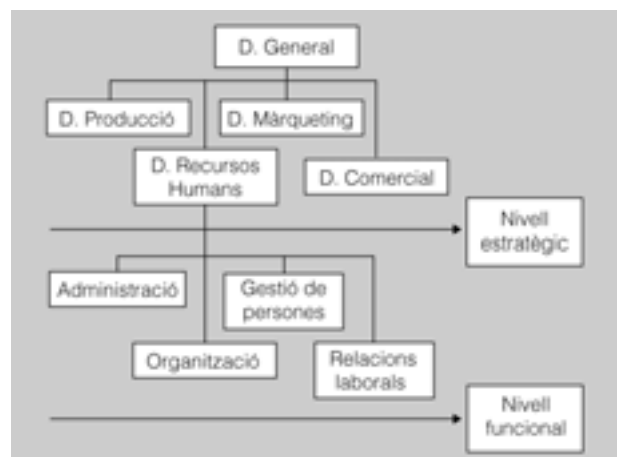 D. General
D. Producció
D. Màrqueting
D. Recursos
Humans
D. Comercial
Nivell
estratègic
Administració
Gestió de
persones
Organització
Relacions
laborals
Nivell
funcional